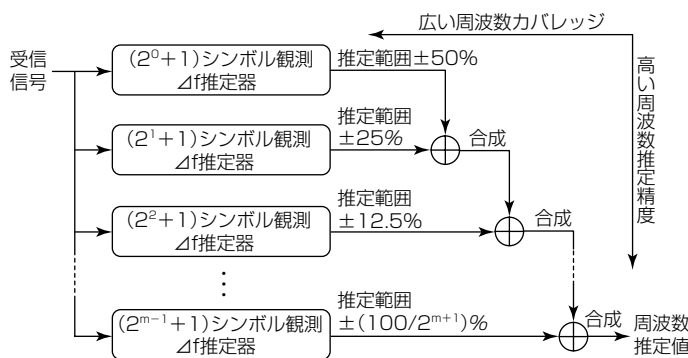 広い周波数カバレッジ
受信
信号
(2⁰+1)シンボル観測
⊿f推定器
推定範囲±50%
高い周波数推定精度
(2¹+1)シンボル観測
⊿f推定器
推定範囲
±25%
合成
(2²+1)シンボル観測
⊿f推定器
推定範囲
±12.5%
合成
⋮
(2ᵐ⁻¹+1)シンボル観測
⊿f推定器
推定範囲
±(100/2ᵐ⁺¹)%
合成
周波数
推定値